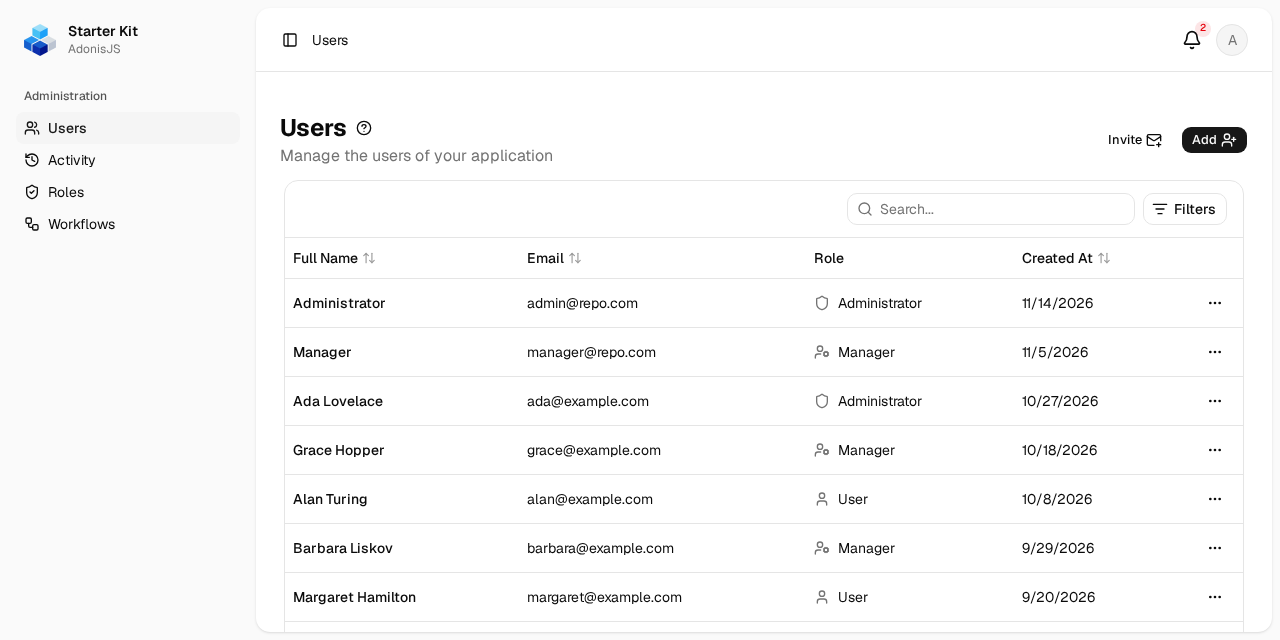 Starter Kit
AdonisJS
Administration
Users
Activity
Roles
Workflows
Users
2
A
Users
Manage the users of your application
Invite
Add
Search...
Filters
Full Name Email Role Created At
Administrator admin@repo.com Administrator 11/14/2026
Manager manager@repo.com Manager 11/5/2026
Ada Lovelace ada@example.com Administrator 10/27/2026
Grace Hopper grace@example.com Manager 10/18/2026
Alan Turing alan@example.com User 10/8/2026
Barbara Liskov barbara@example.com Manager 9/29/2026
Margaret Hamilton margaret@example.com User 9/20/2026